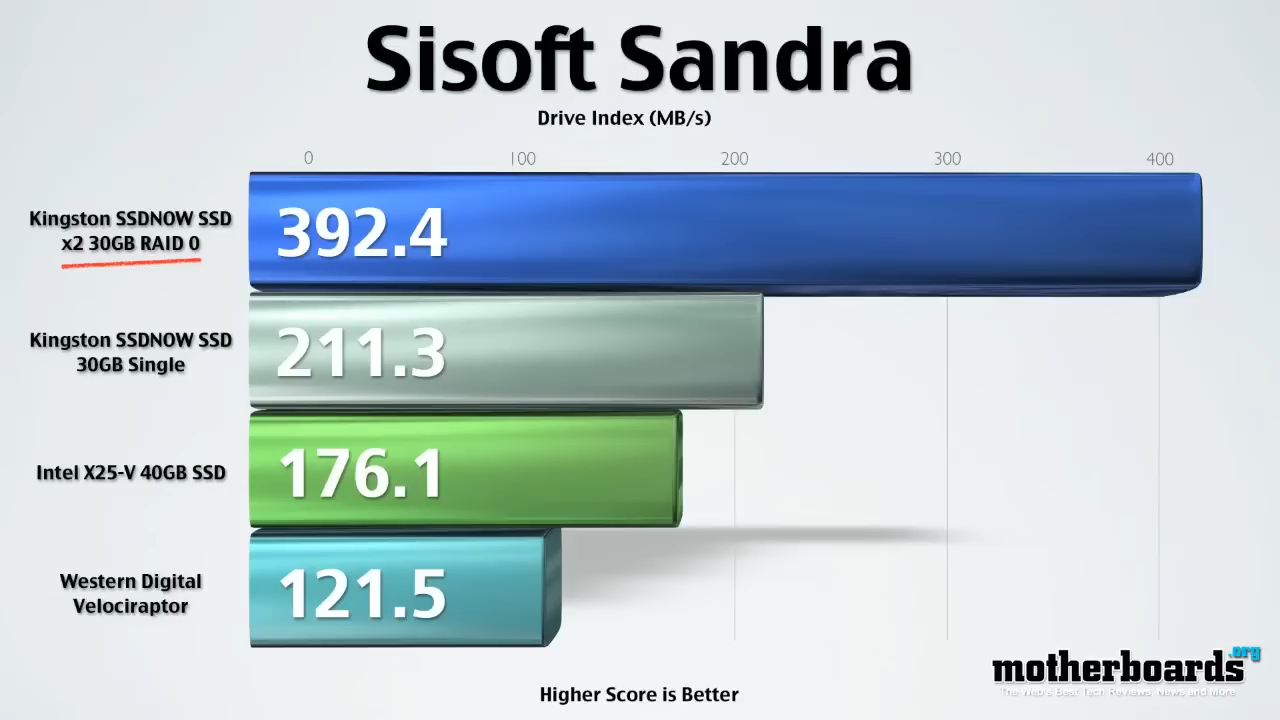 Sisoft Sandra
Drive Index (MB/s)
0 100 200 300 400
Kingston SSDNOW SSD
x2 30GB RAID 0
392.4
Kingston SSDNOW SSD
30GB Single
211.3
Intel X25-V 40GB SSD
176.1
Western Digital
Velociraptor
121.5
Higher Score is Better
motherboards.org
The Web's Best Tech Reviews, News and More